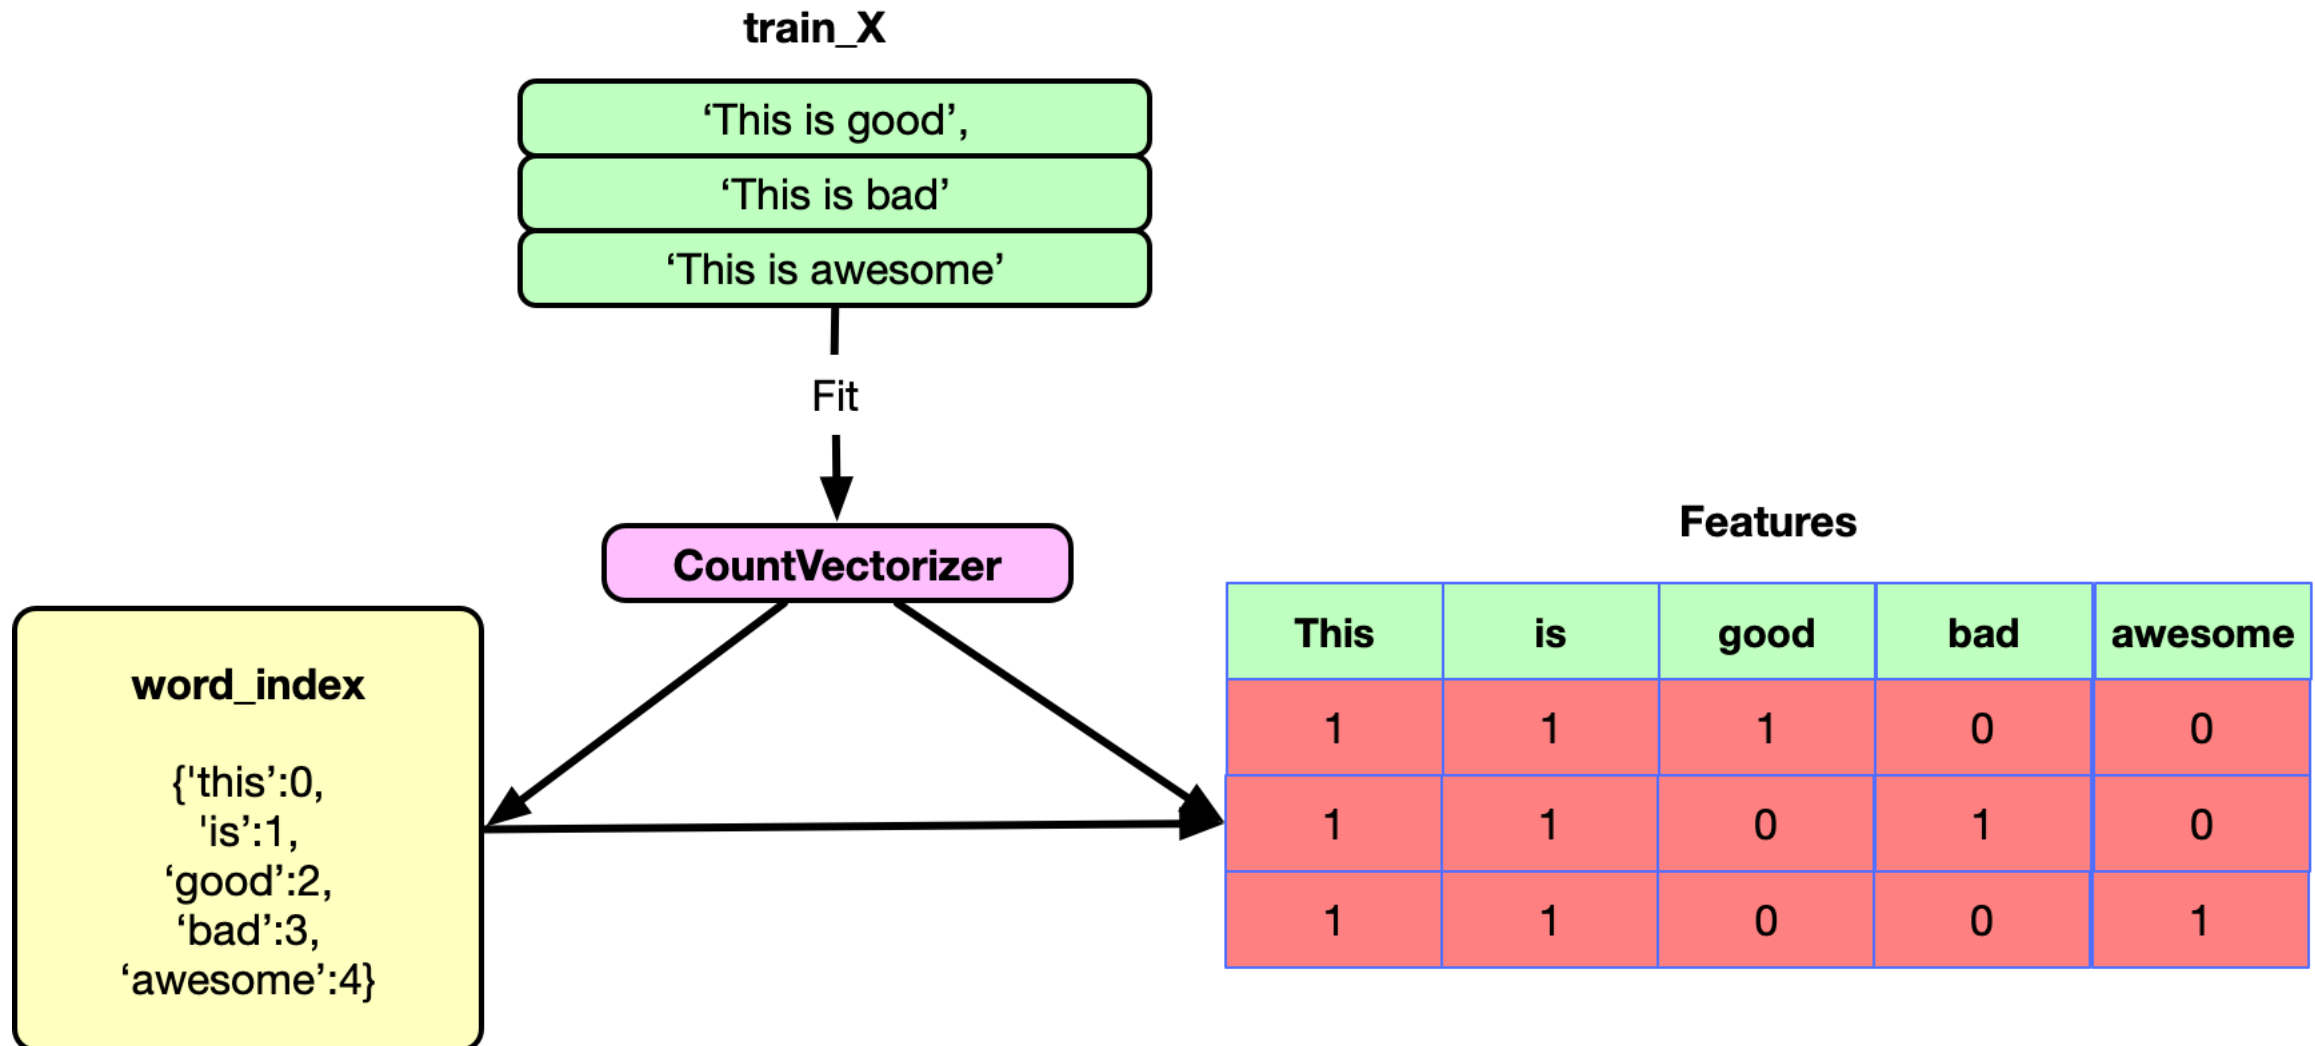 train_X
‘This is good’,
‘This is bad’
‘This is awesome’
Fit
CountVectorizer
word_index
{'this’:0,
'is’:1,
‘good’:2,
‘bad’:3,
‘awesome’:4}
Features
This is good bad awesome
1 1 1 0 0
1 1 0 1 0
1 1 0 0 1